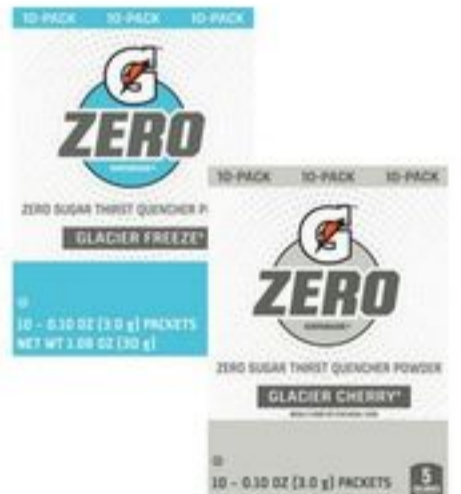 10-PACK 10-PACK 10-PACK
G
ZERO
ZERO SUGAR THIRST QUENCHER P
GLACIER FREEZE
10 - 0.10 OZ (3.0 g) PACKETS
NET WT 1.08 OZ (30 g)
10-PACK 10-PACK 10-PACK
G
ZERO
ZERO SUGAR THIRST QUENCHER POWDER
GLACIER CHERRY
10 - 0.10 OZ (3.0 g) PACKETS
5